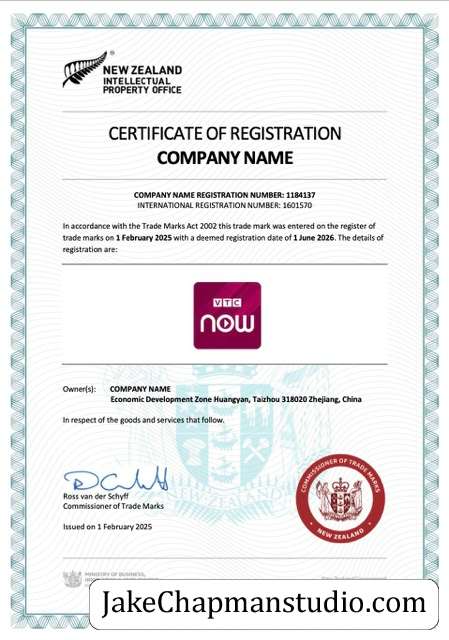 NEW ZEALAND
INTELLECTUAL
PROPERTY OFFICE
CERTIFICATE OF REGISTRATION
COMPANY NAME
COMPANY NAME REGISTRATION NUMBER: 1184137
INTERNATIONAL REGISTRATION NUMBER: 1601570
In accordance with the Trade Marks Act 2002 this trade mark was entered on the register of
trade marks on 1 February 2025 with a deemed registration date of 1 June 2026. The details of
registration are:
VTC
now
Owner(s): COMPANY NAME
Economic Development Zone Huangyan, Taizhou 318020 Zhejiang, China
In respect of the goods and services that follow.
NEW ZEALAND
Ross van der Schyff
Commissioner of Trade Marks
Issued on 1 February 2025
COMMISSIONER OF TRADE MARKS
NEW ZEALAND
MINISTRY OF BUSINESS,
JakeChapmanstudio.com